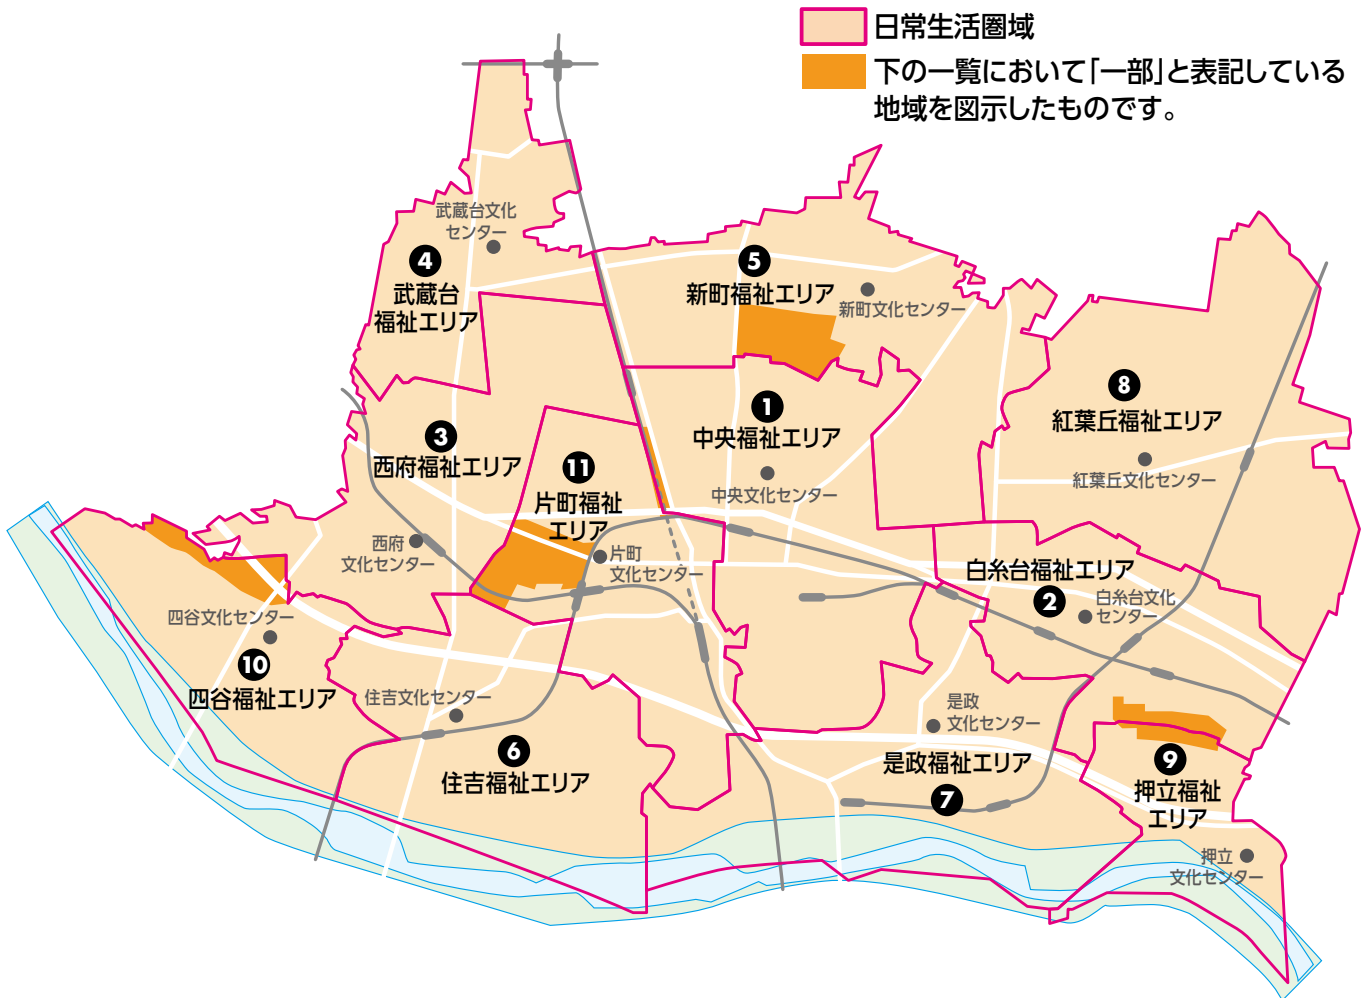 日常生活圏域
下の一覧において「一部」と表記している
地域を図示したものです。
武蔵台文化
センター
4
武蔵台
福祉エリア
5
新町福祉エリア
新町文化センター
8
紅葉丘福祉エリア
紅葉丘文化センター
1
中央福祉エリア
中央文化センター
3
西府福祉エリア
西府
文化センター
11
片町福祉
エリア
片町
文化センター
白糸台福祉エリア
2
白糸台文化
センター
四谷文化センター
10
四谷福祉エリア
住吉文化センター
6
住吉福祉エリア
是政
文化センター
是政福祉エリア
7
9
押立福祉
エリア
押立
文化センター